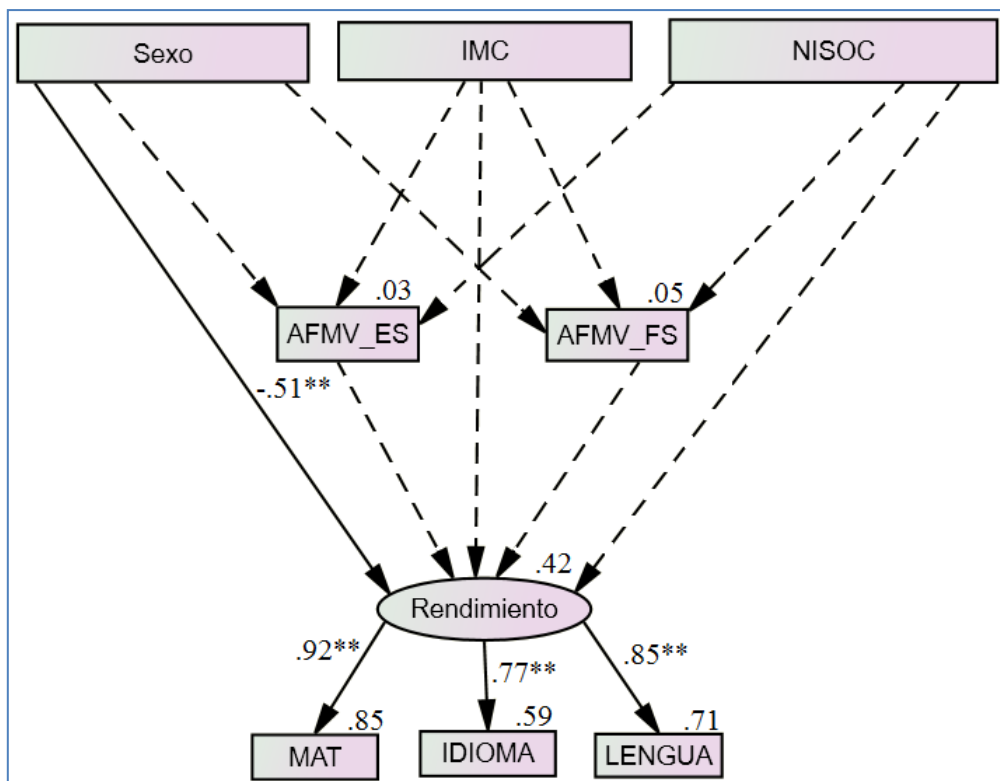 Sexo
IMC
NISOC
.03
.05
AFMV_ES
AFMV_FS
-.51**
.42
Rendimiento
.92**
.77**
.85**
.85
.59
.71
MAT
IDIOMA
LENGUA